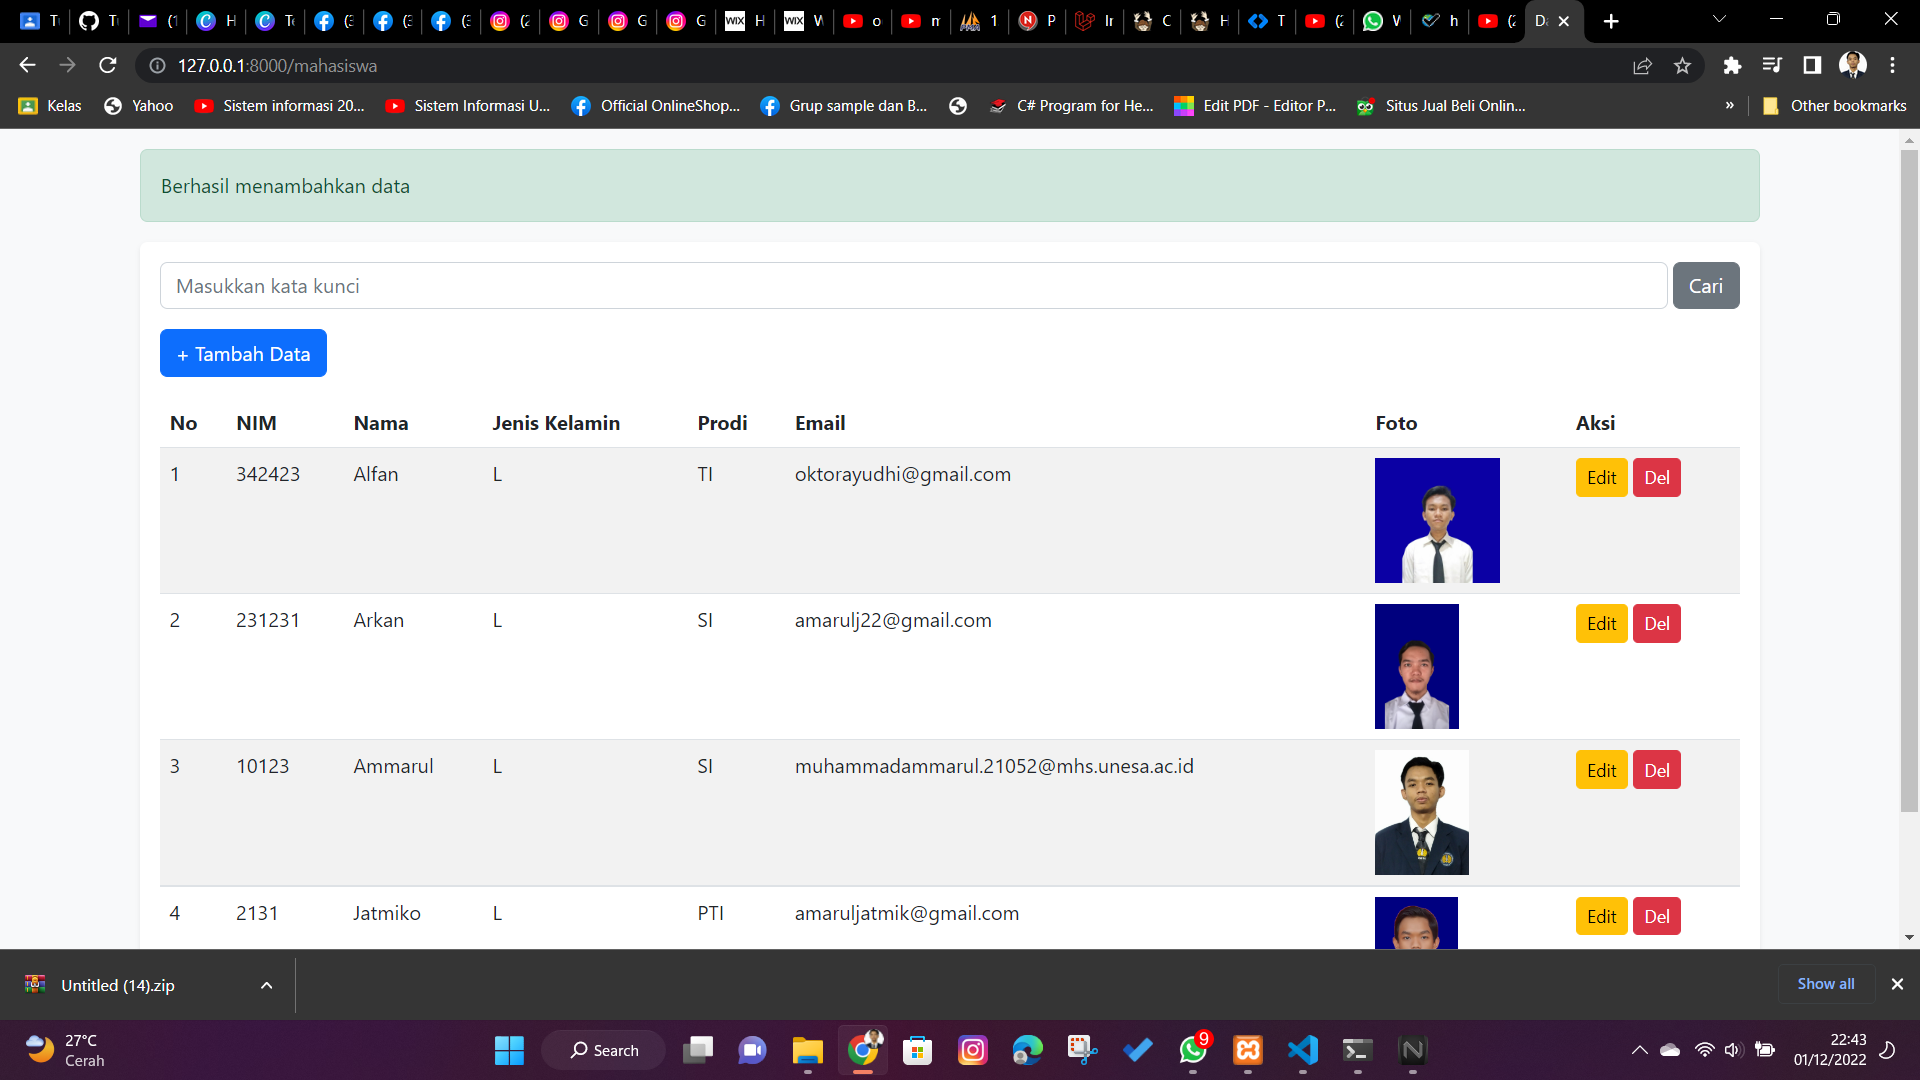 127.0.0.1:8000/mahasiswa
Kelas
Yahoo
Sistem informasi 20...
Sistem Informasi U...
Official OnlineShop...
Grup sample dan B...
C# Program for He...
Edit PDF - Editor P...
Situs Jual Beli Onlin...
»
Other bookmarks
Berhasil menambahkan data
Masukkan kata kunci
Cari
+ Tambah Data
No NIM Nama Jenis Kelamin Prodi Email Foto Aksi
1 342423 Alfan L TI oktorayudhi@gmail.com Edit Del
2 231231 Arkan L SI amarulj22@gmail.com Edit Del
3 10123 Ammarul L SI muhammadammarul.21052@mhs.unesa.ac.id Edit Del
4 2131 Jatmiko L PTI amaruljatmik@gmail.com Edit Del
Untitled (14).zip
Show all
27°C
Cerah
Search
9
22:43
01/12/2022